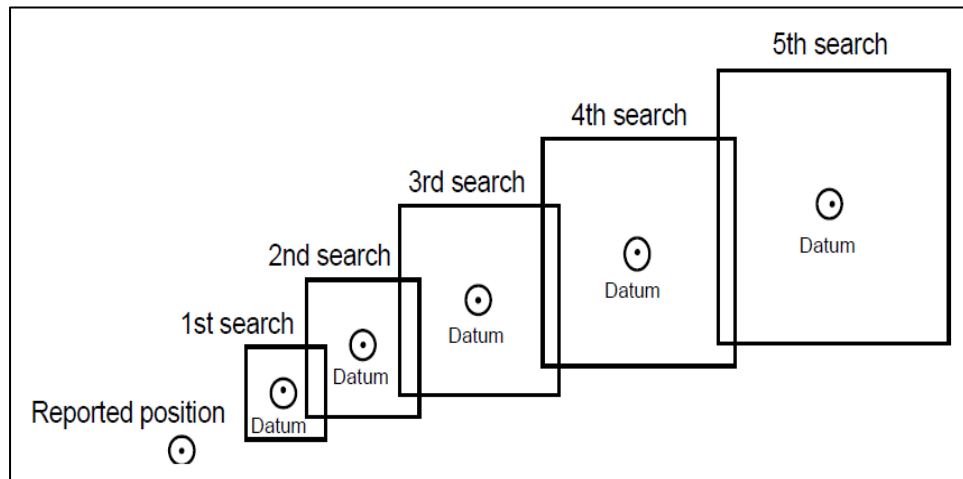 5th search
4th search
3rd search
Datum
2nd search
Datum
1st search
Datum
Datum
Reported position
Datum